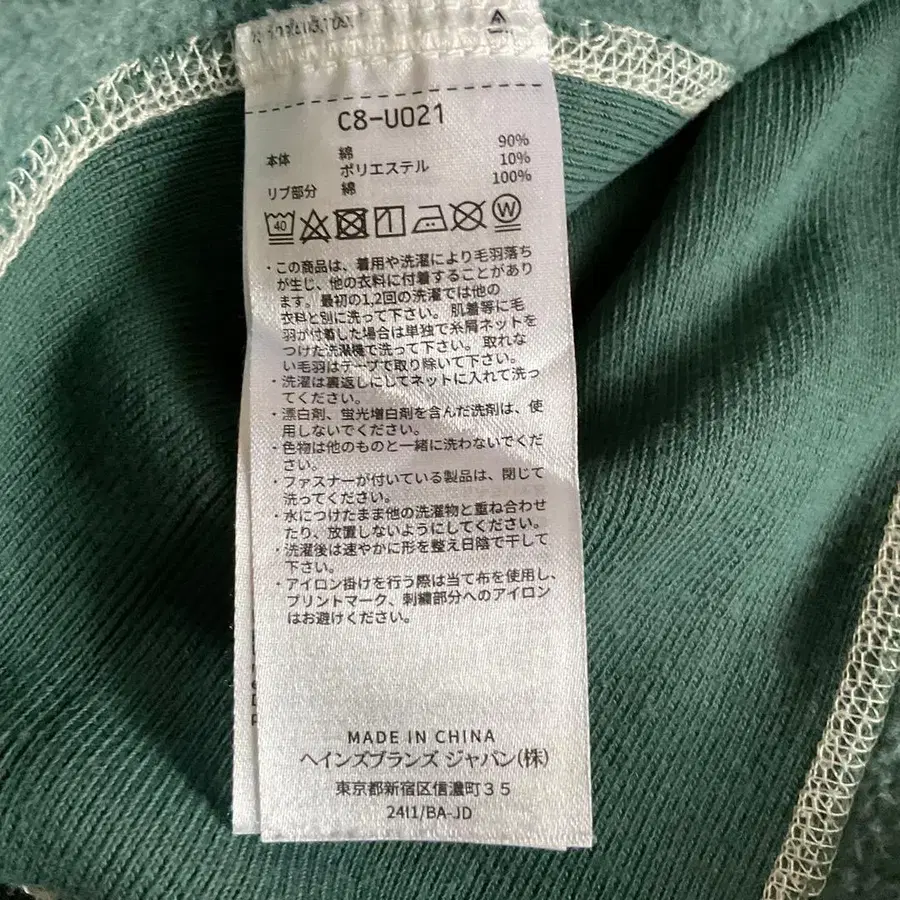 C8-U021
本体 綿 90%
ポリエステル 10%
リブ部分 綿 100%
40 W
・この商品は、着用や洗濯により毛羽落ち
が生じ、他の衣料に付着することがあり
ます。最初の1,2回の洗濯では他の
衣料と別に洗って下さい。肌着等に毛
羽が付着した場合は単独で糸屑ネットを
つけた洗濯機で洗って下さい。取れな
い毛羽はテープで取り除いて下さい。
・洗濯は裏返しにしてネットに入れて洗っ
てください。
・漂白剤、蛍光増白剤を含んだ洗剤は、使
用しないでください。
・色物は他のものと一緒に洗わないでくだ
さい。
・ファスナーが付いている製品は、閉じて
洗ってください。
・水につけたまま他の洗濯物と重ね合わせ
たり、放置しないようにしてください。
・洗濯後は速やかに形を整え日陰で干して
下さい。
・アイロン掛けを行う際は当て布を使用し、
プリントマーク、刺繍部分へのアイロン
はお避けください。
MADE IN CHINA
ヘインズブランズ ジャパン(株)
東京都新宿区信濃町35
24I1/BA-JD